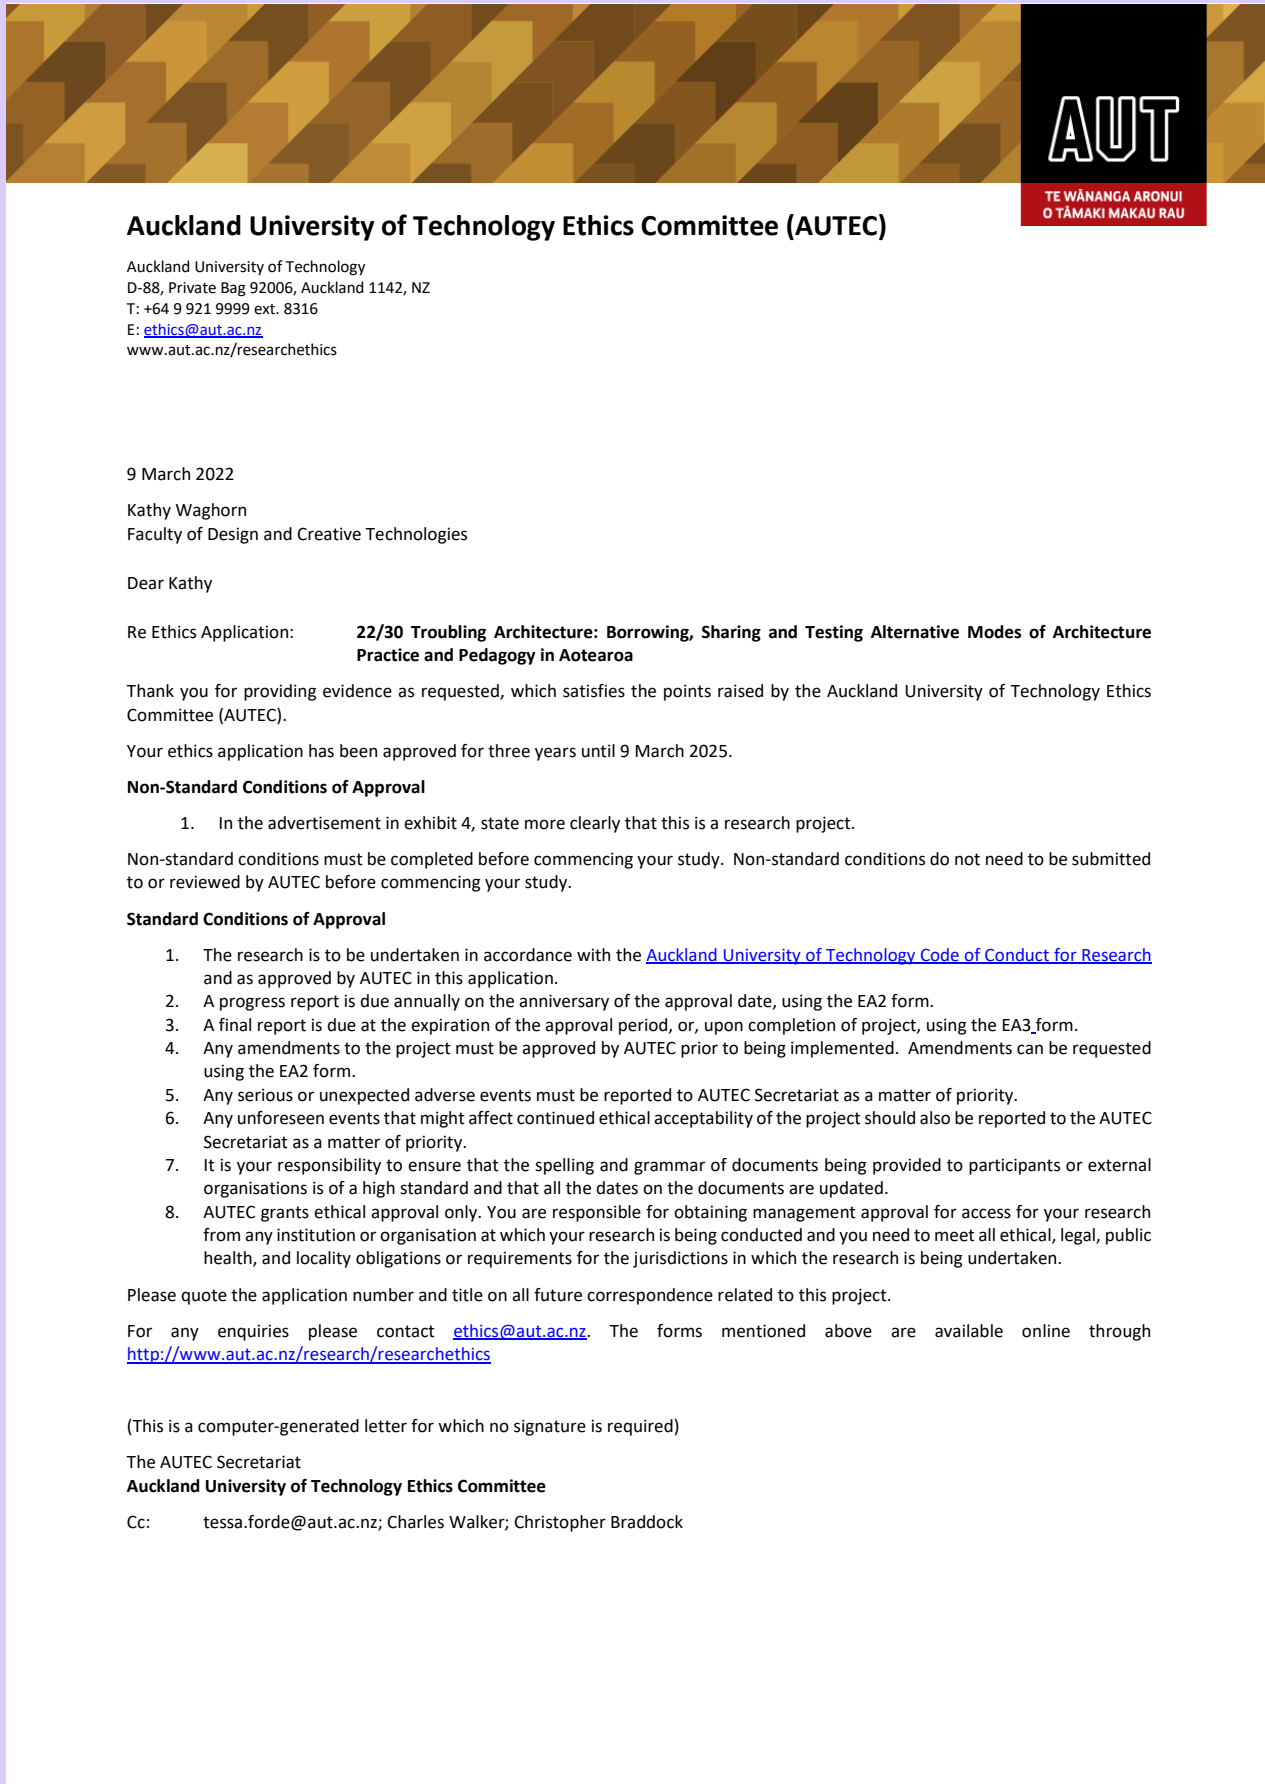 AUT
TE WĀNANGA ARONUI
O TĀMAKI MAKAU RAU
Auckland University of Technology Ethics Committee (AUTEC)
Auckland University of Technology
D-88, Private Bag 92006, Auckland 1142, NZ
T: +64 9 921 9999 ext. 8316
E: ethics@aut.ac.nz
www.aut.ac.nz/researchethics
9 March 2022
Kathy Waghorn
Faculty of Design and Creative Technologies
Dear Kathy
Re Ethics Application: 22/30 Troubling Architecture: Borrowing, Sharing and Testing Alternative Modes of Architecture
Practice and Pedagogy in Aotearoa
Thank you for providing evidence as requested, which satisfies the points raised by the Auckland University of Technology Ethics
Committee (AUTEC).
Your ethics application has been approved for three years until 9 March 2025.
Non-Standard Conditions of Approval
1. In the advertisement in exhibit 4, state more clearly that this is a research project.
Non-standard conditions must be completed before commencing your study.  Non-standard conditions do not need to be submitted
to or reviewed by AUTEC before commencing your study.
Standard Conditions of Approval
1. The research is to be undertaken in accordance with the Auckland University of Technology Code of Conduct for Research
and as approved by AUTEC in this application.
2. A progress report is due annually on the anniversary of the approval date, using the EA2 form.
3. A final report is due at the expiration of the approval period, or, upon completion of project, using the EA3 form.
4. Any amendments to the project must be approved by AUTEC prior to being implemented.  Amendments can be requested
using the EA2 form.
5. Any serious or unexpected adverse events must be reported to AUTEC Secretariat as a matter of priority.
6. Any unforeseen events that might affect continued ethical acceptability of the project should also be reported to the AUTEC
Secretariat as a matter of priority.
7. It is your responsibility to ensure that the spelling and grammar of documents being provided to participants or external
organisations is of a high standard and that all the dates on the documents are updated.
8. AUTEC grants ethical approval only. You are responsible for obtaining management approval for access for your research
from any institution or organisation at which your research is being conducted and you need to meet all ethical, legal, public
health, and locality obligations or requirements for the jurisdictions in which the research is being undertaken.
Please quote the application number and title on all future correspondence related to this project.
For any enquiries please contact ethics@aut.ac.nz. The forms mentioned above are available online through
http://www.aut.ac.nz/research/researchethics
(This is a computer-generated letter for which no signature is required)
The AUTEC Secretariat
Auckland University of Technology Ethics Committee
Cc: tessa.forde@aut.ac.nz; Charles Walker; Christopher Braddock